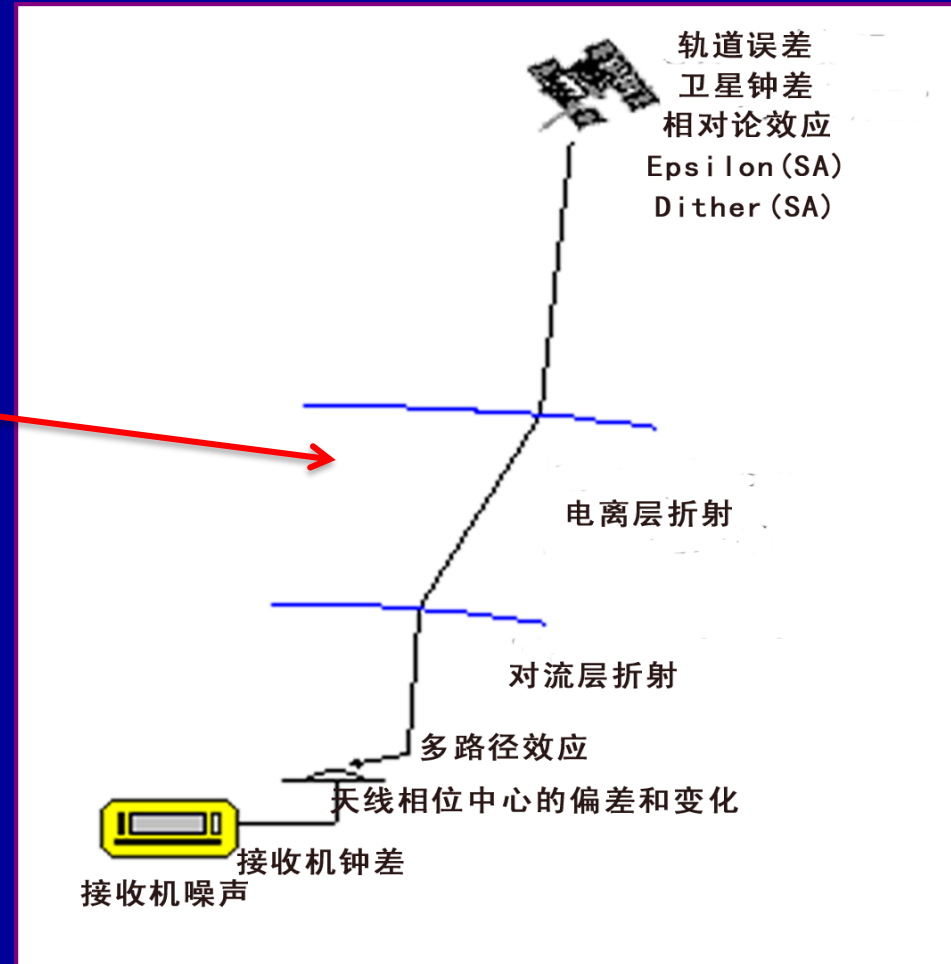 轨道误差
卫星钟差
相对论效应
Epsilon(SA)
Dither(SA)
电离层折射
对流层折射
多路径效应
天线相位中心的偏差和变化
接收机钟差
接收机噪声